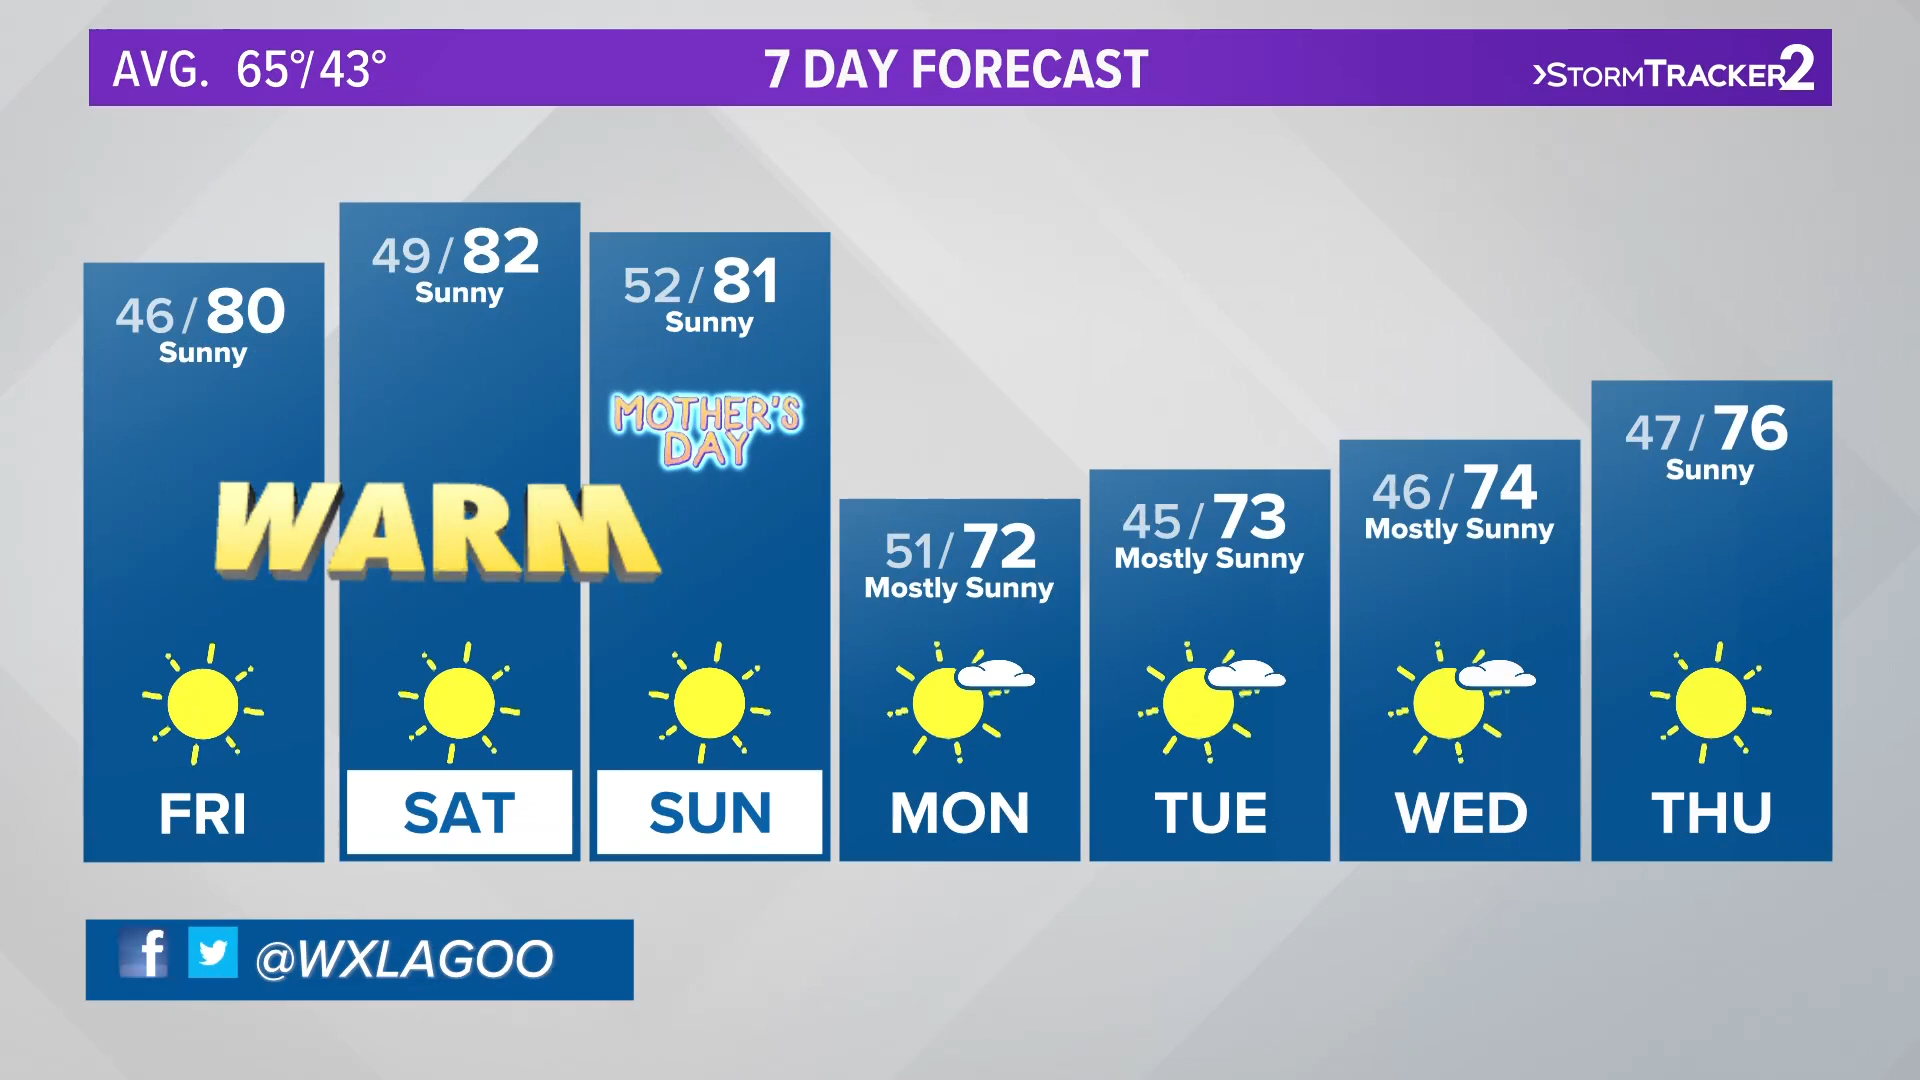 AVG. 65°/43°
7 DAY FORECAST
›STORMTRACKER2
46/80
Sunny
49/82
Sunny
52/81
Sunny
MOTHER'S
DAY
51/72
Mostly Sunny
45/73
Mostly Sunny
46/74
Mostly Sunny
47/76
Sunny
WARM
FRI
SAT
SUN
MON
TUE
WED
THU
f
@WXLAGOO